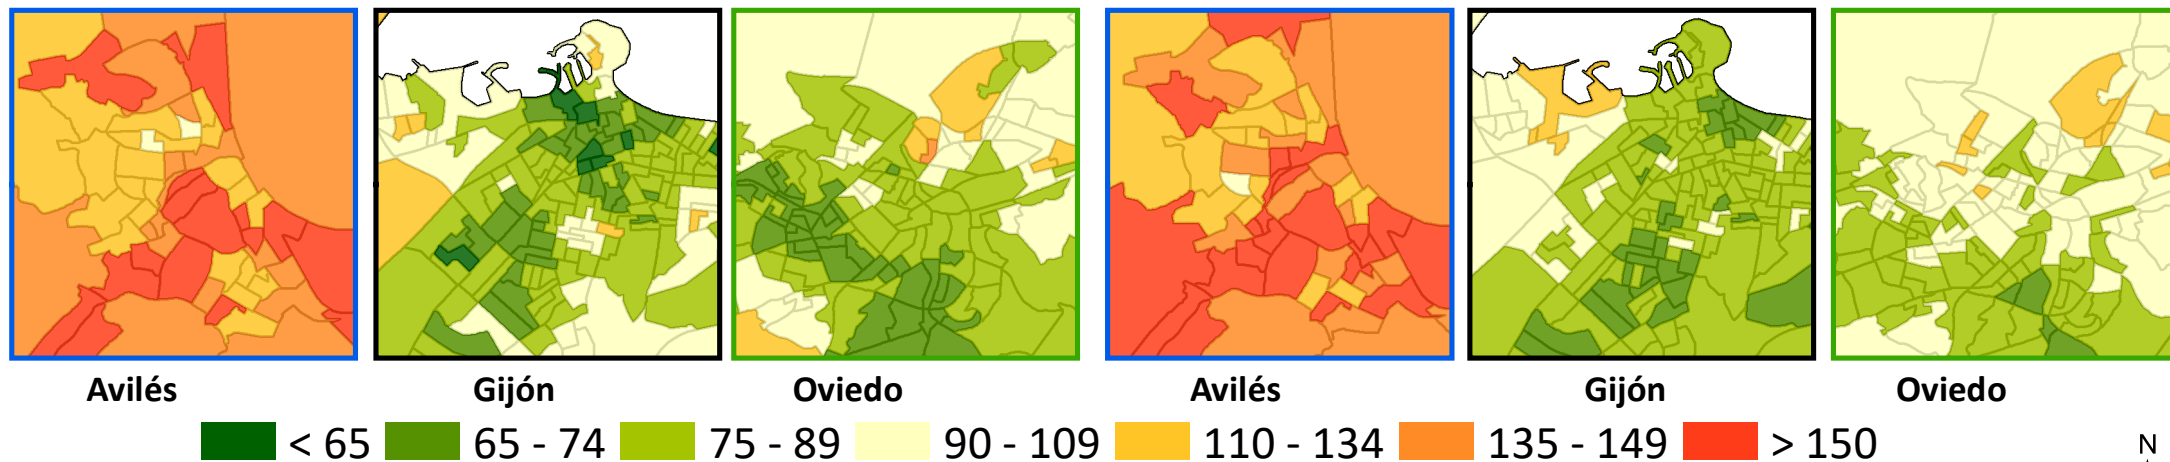 Avilés Gijón Oviedo Avilés Gijón Oviedo
< 65 65 - 74 75 - 89 90 - 109 110 - 134 135 - 149 > 150
N